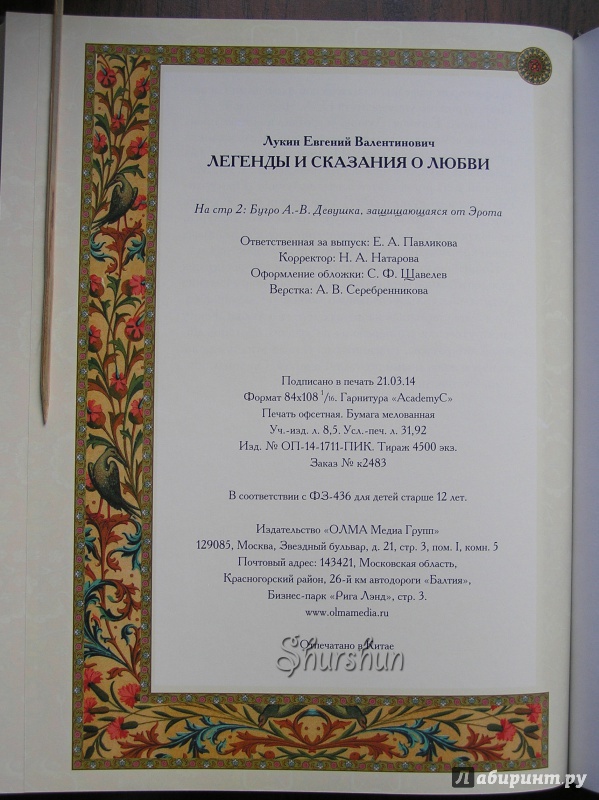 Лукин Евгений Валентинович
ЛЕГЕНДЫ И СКАЗАНИЯ О ЛЮБВИ
На стр 2: Бугро А.-В. Девушка, защищающаяся от Эрота
Ответственная за выпуск: Е. А. Павликова
Корректор: Н. А. Натарова
Оформление обложки: С. Ф. Щавелев
Верстка: А. В. Серебренникова
Подписано в печать 21.03.14
Формат 84х108 1/16. Гарнитура «AcademyC»
Печать офсетная. Бумага мелованная
Уч.-изд. л. 8,5. Усл.-печ. л. 31,92
Изд. № ОП-14-1711-ПИК. Тираж 4500 экз.
Заказ № к2483
В соответствии с ФЗ-436 для детей старше 12 лет.
Издательство «ОЛМА Медиа Групп»
129085, Москва, Звездный бульвар, д. 21, стр. 3, пом. I, комн. 5
Почтовый адрес: 143421, Московская область,
Красногорский район, 26-й км автодороги «Балтия»,
Бизнес-парк «Рига Лэнд», стр. 3.
www.olmamedia.ru
Отпечатано в Китае
Shurshun
Лабиринт.ру